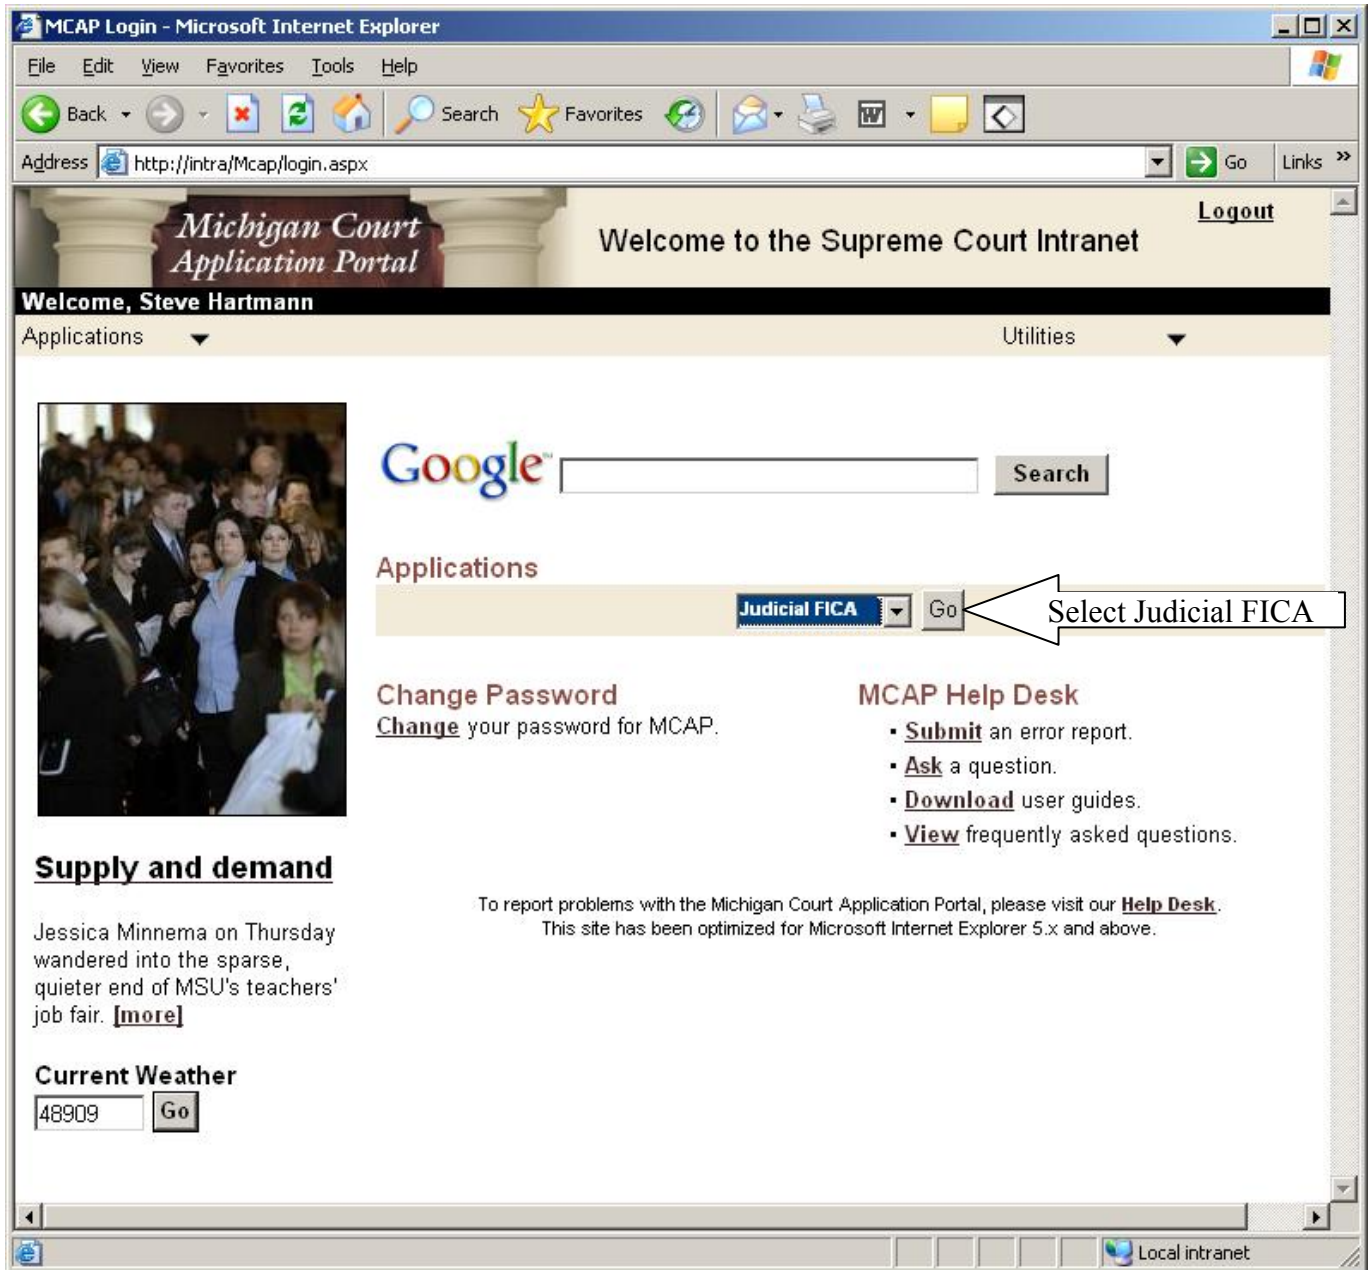 MCAP Login - Microsoft Internet Explorer
File Edit View Favorites Tools Help
Back Search Favorites
Address http://intra/Mcap/login.aspx Go Links »
Michigan Court
Application Portal
Welcome to the Supreme Court Intranet
Logout
Welcome, Steve Hartmann
Applications Utilities
Google™ Search
Applications
Judicial FICA Go Select Judicial FICA
Change Password
Change your password for MCAP.
MCAP Help Desk
▪ Submit an error report.
▪ Ask a question.
▪ Download user guides.
▪ View frequently asked questions.
To report problems with the Michigan Court Application Portal, please visit our Help Desk.
This site has been optimized for Microsoft Internet Explorer 5.x and above.
Supply and demand
Jessica Minnema on Thursday
wandered into the sparse,
quieter end of MSU's teachers'
job fair. [more]
Current Weather
48909 Go
Local intranet